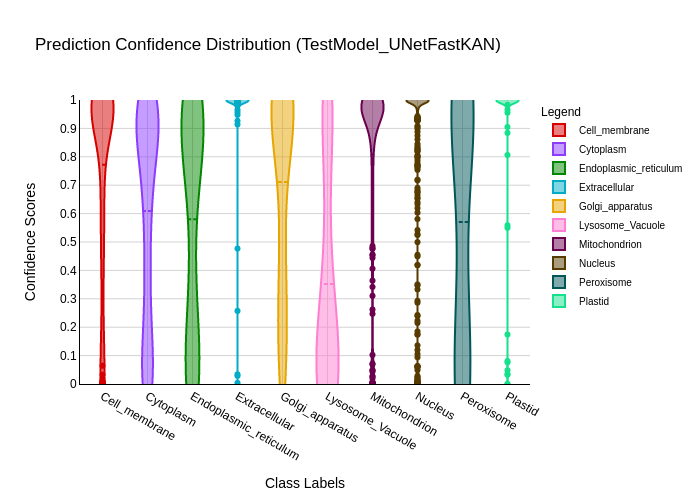 Prediction Confidence Distribution (TestModel_UNetFastKAN)
Confidence Scores
1
0.9
0.8
0.7
0.6
0.5
0.4
0.3
0.2
0.1
0
Cell_membrane
Cytoplasm
Endoplasmic_reticulum
Extracellular
Golgi_apparatus
Lysosome_Vacuole
Mitochondrion
Nucleus
Peroxisome
Plastid
Class Labels
Legend
Cell_membrane
Cytoplasm
Endoplasmic_reticulum
Extracellular
Golgi_apparatus
Lysosome_Vacuole
Mitochondrion
Nucleus
Peroxisome
Plastid